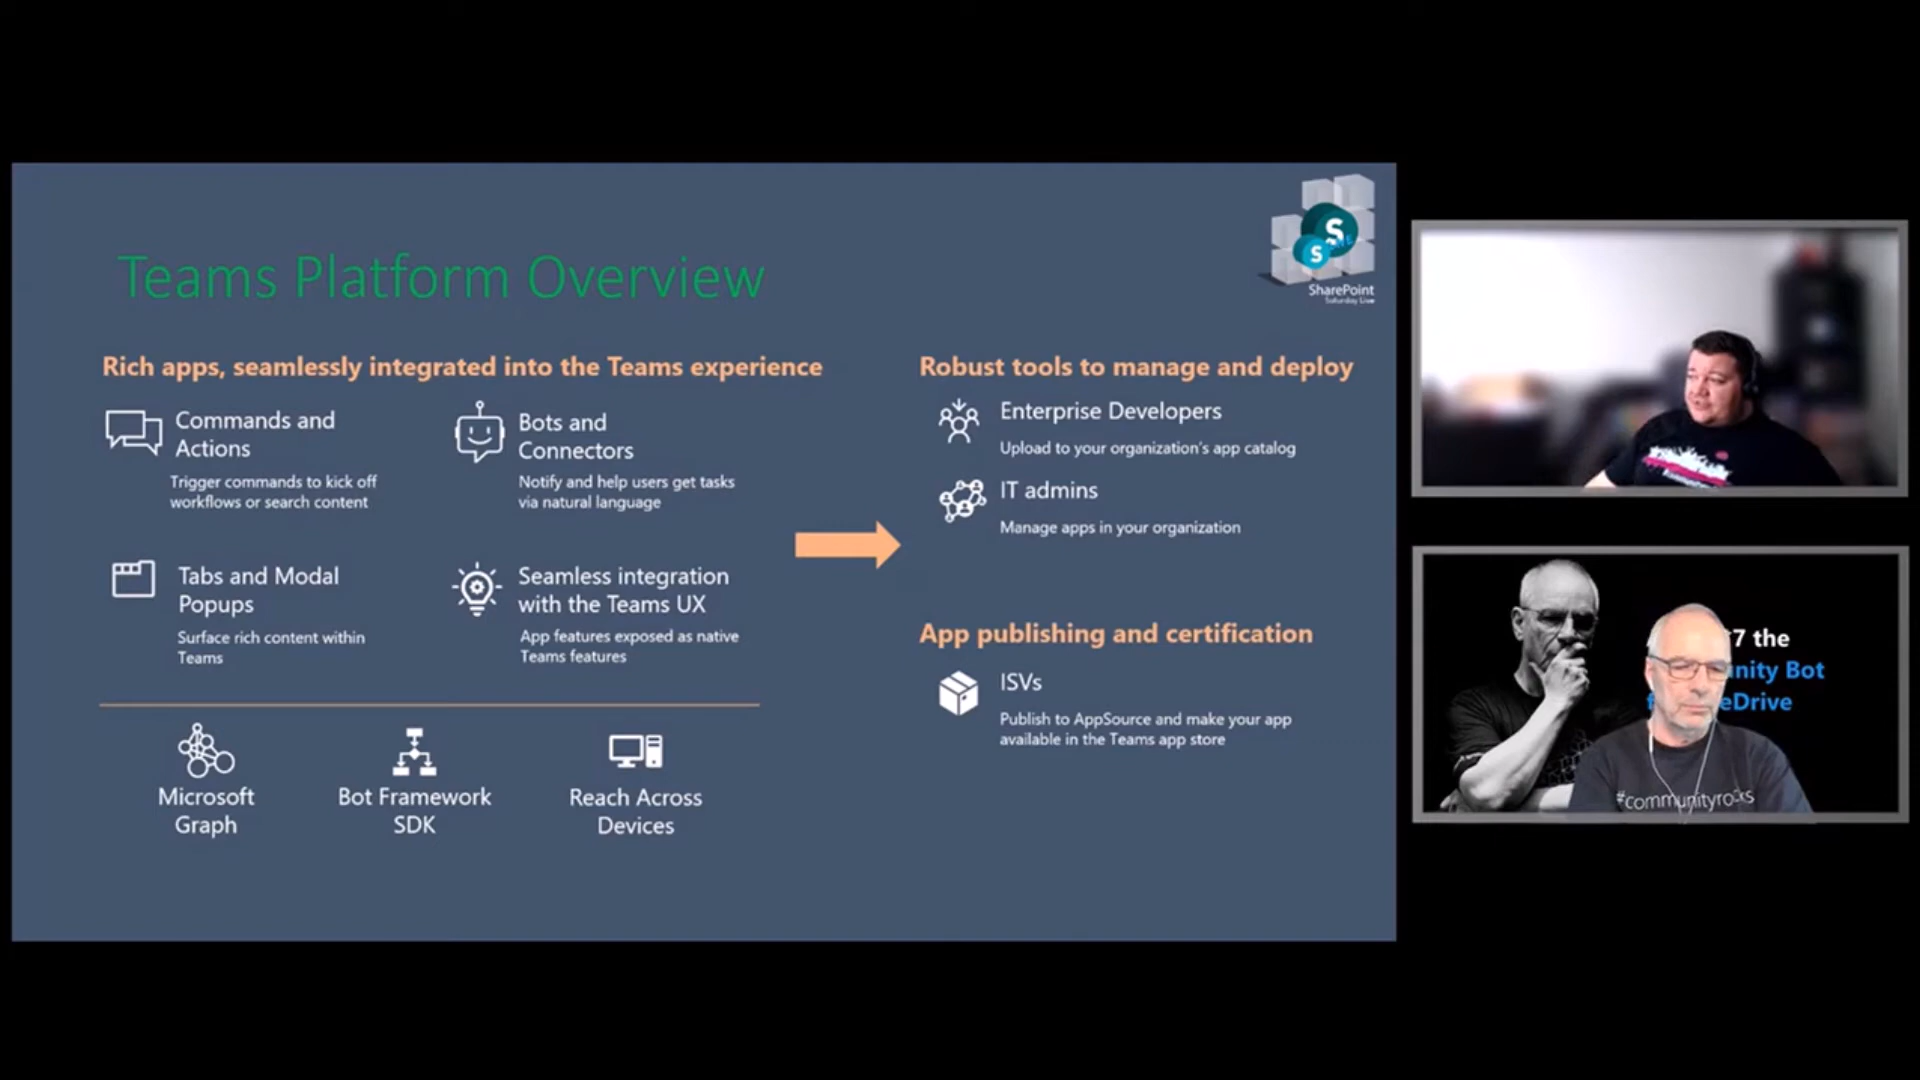 Teams Platform Overview
SharePoint
Saturday Live
Rich apps, seamlessly integrated into the Teams experience
Commands and
Actions
Trigger commands to kick off
workflows or search content
Bots and
Connectors
Notify and help users get tasks
via natural language
Tabs and Modal
Popups
Surface rich content within
Teams
Seamless integration
with the Teams UX
App features exposed as native
Teams features
Microsoft
Graph
Bot Framework
SDK
Reach Across
Devices
Robust tools to manage and deploy
Enterprise Developers
Upload to your organization's app catalog
IT admins
Manage apps in your organization
App publishing and certification
ISVs
Publish to AppSource and make your app
available in the Teams app store
the
Bot
#communityrocks